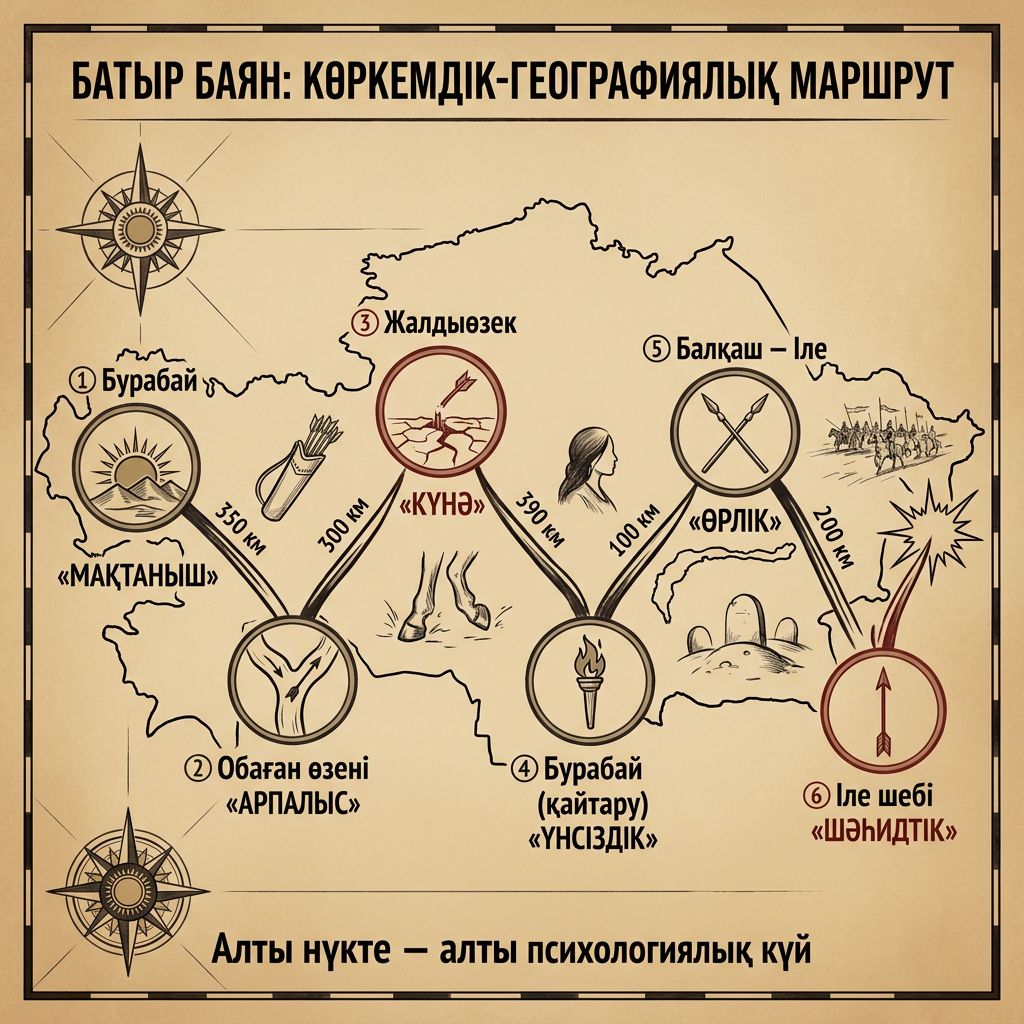 БАТЫР БАЯН: КӨРКЕМДІК-ГЕОГРАФИЯЛЫҚ МАРШРУТ
① Бурабай
«МАҚТАНЫШ»
350 км
② Обаған өзені
«АРПАЛЫС»
300 км
③ Жалдыөзек
«КҮНӘ»
390 км
④ Бурабай
(қайтару)
«ҮНСІЗДІК»
100 км
⑤ Балқаш – Іле
«ӨРЛІК»
200 км
⑥ Іле шебі
«ШӘҺИДТІК»
Алты нүкте – алты психологиялық күй